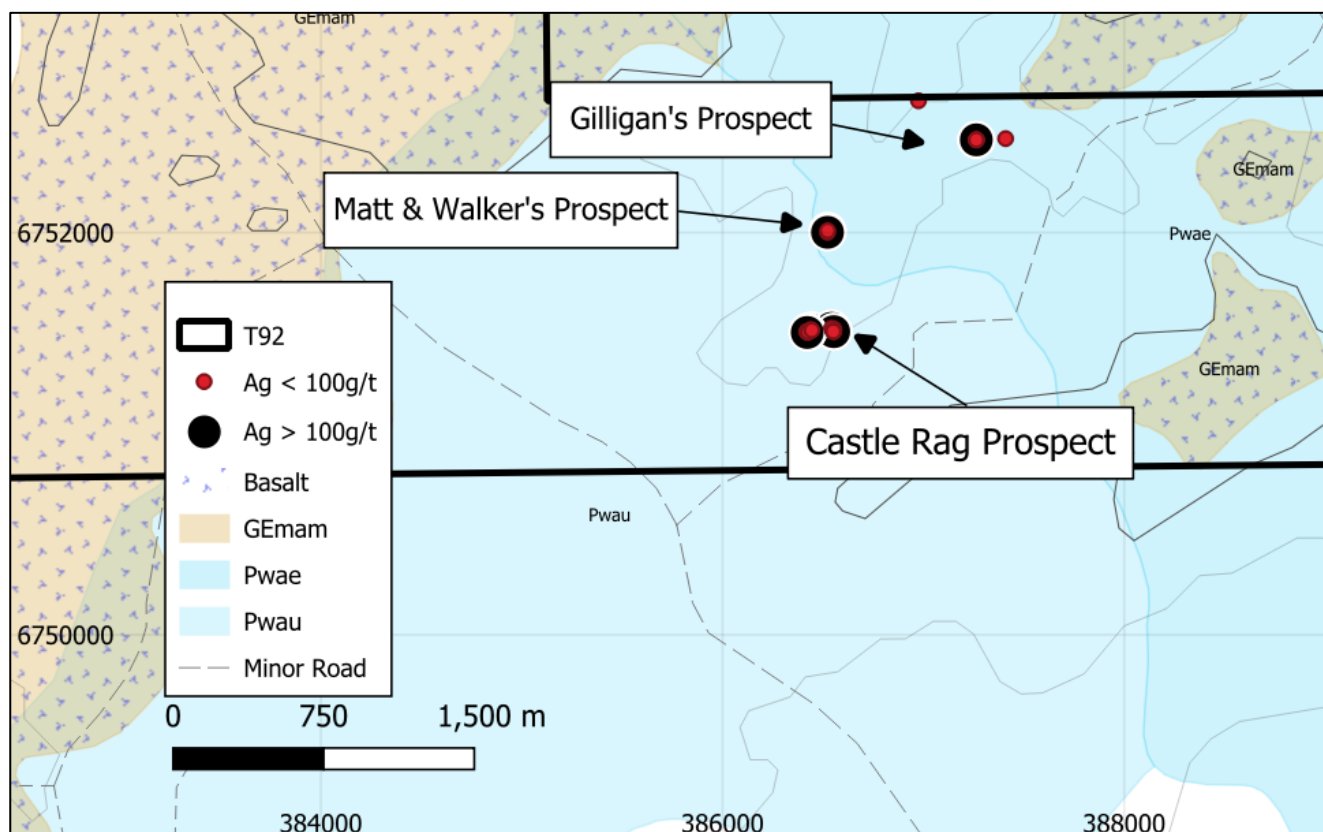 GEmam
Gilligan's Prospect
GEmam
Matt & Walker's Prospect
6752000
Pwae
T92
Ag < 100g/t
Ag > 100g/t
Basalt
GEmam
Pwae
Pwau
Minor Road
GEmam
Castle Rag Prospect
Pwau
6750000
0 750 1,500 m
384000 386000 388000